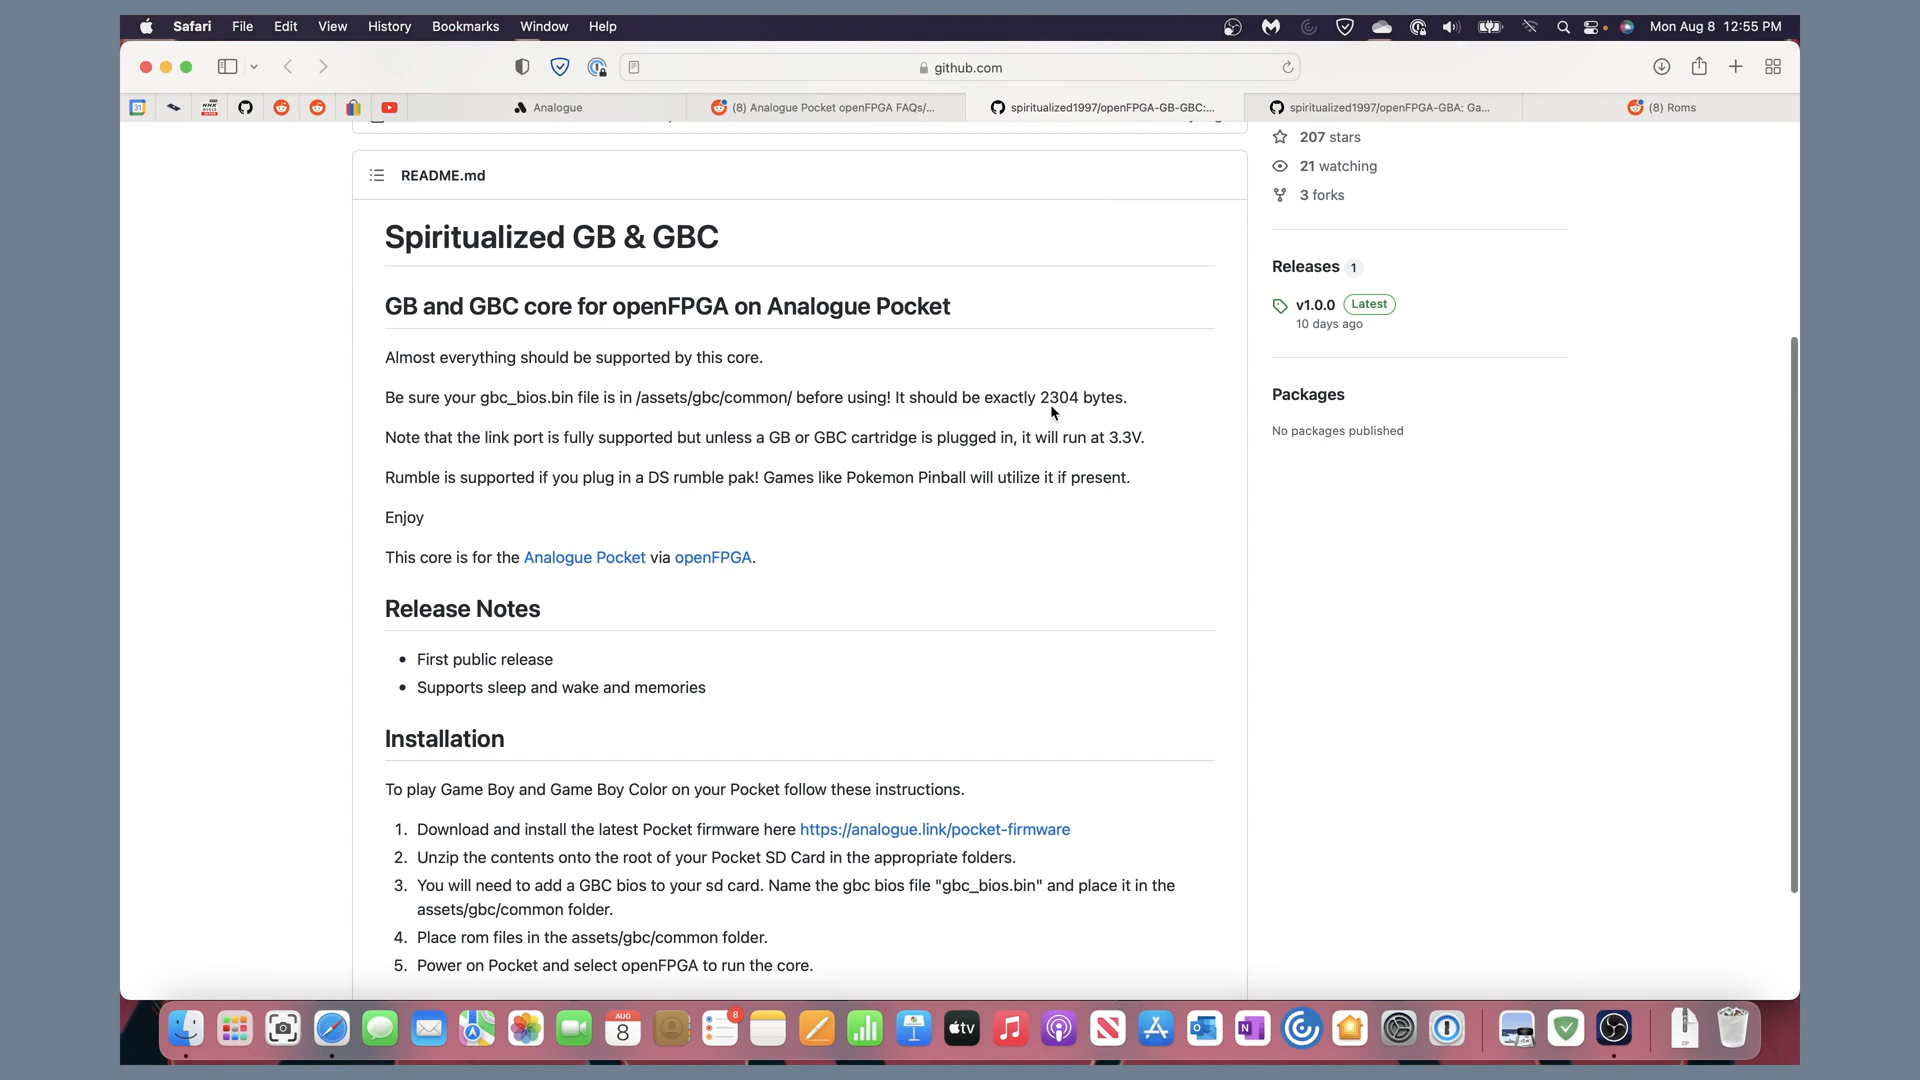 Safari File Edit View History Bookmarks Window Help Mon Aug 8 12:55 PM
github.com
31 NHK WORLD JAPAN Analogue (8) Analogue Pocket openFPGA FAQs/... spiritualized1997/openFPGA-GB-GBC:... spiritualized1997/openFPGA-GBA: Ga... (8) Roms
207 stars
21 watching
3 forks
README.md
Spiritualized GB & GBC
GB and GBC core for openFPGA on Analogue Pocket
Almost everything should be supported by this core.
Be sure your gbc_bios.bin file is in /assets/gbc/common/ before using! It should be exactly 2304 bytes.
Note that the link port is fully supported but unless a GB or GBC cartridge is plugged in, it will run at 3.3V.
Rumble is supported if you plug in a DS rumble pak! Games like Pokemon Pinball will utilize it if present.
Enjoy
This core is for the Analogue Pocket via openFPGA.
Release Notes
• First public release
• Supports sleep and wake and memories
Installation
To play Game Boy and Game Boy Color on your Pocket follow these instructions.
1. Download and install the latest Pocket firmware here https://analogue.link/pocket-firmware
2. Unzip the contents onto the root of your Pocket SD Card in the appropriate folders.
3. You will need to add a GBC bios to your sd card. Name the gbc bios file "gbc_bios.bin" and place it in the
assets/gbc/common folder.
4. Place rom files in the assets/gbc/common folder.
5. Power on Pocket and select openFPGA to run the core.
Releases 1
v1.0.0 Latest
10 days ago
Packages
No packages published
AUG
8
8
tv
N
ZIP